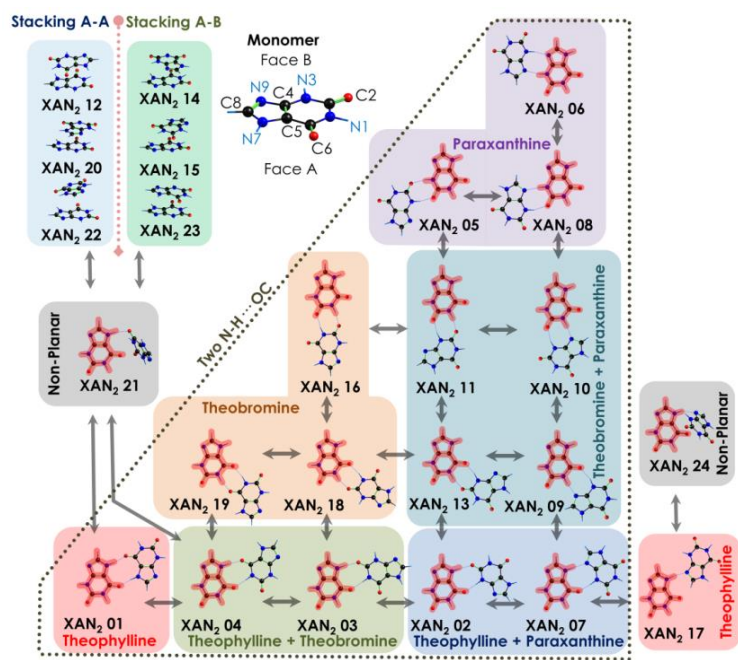 Stacking A-A
Stacking A-B
XAN2 12
XAN2 20
XAN2 22
XAN2 14
XAN2 15
XAN2 23
Monomer
Face B
N3
N9
C4
C2
C8
C5
N1
N7
C6
Face A
XAN2 06
Paraxanthine
XAN2 05
XAN2 08
Two N-H···OC
Non-Planar
XAN2 21
XAN2 16
XAN2 11
XAN2 10
Theobromine + Paraxanthine
Theobromine
XAN2 19
XAN2 18
XAN2 13
XAN2 09
XAN2 24
Non-Planar
XAN2 01
Theophylline
XAN2 04
XAN2 03
Theophylline + Theobromine
XAN2 02
XAN2 07
Theophylline + Paraxanthine
XAN2 17
Theophylline